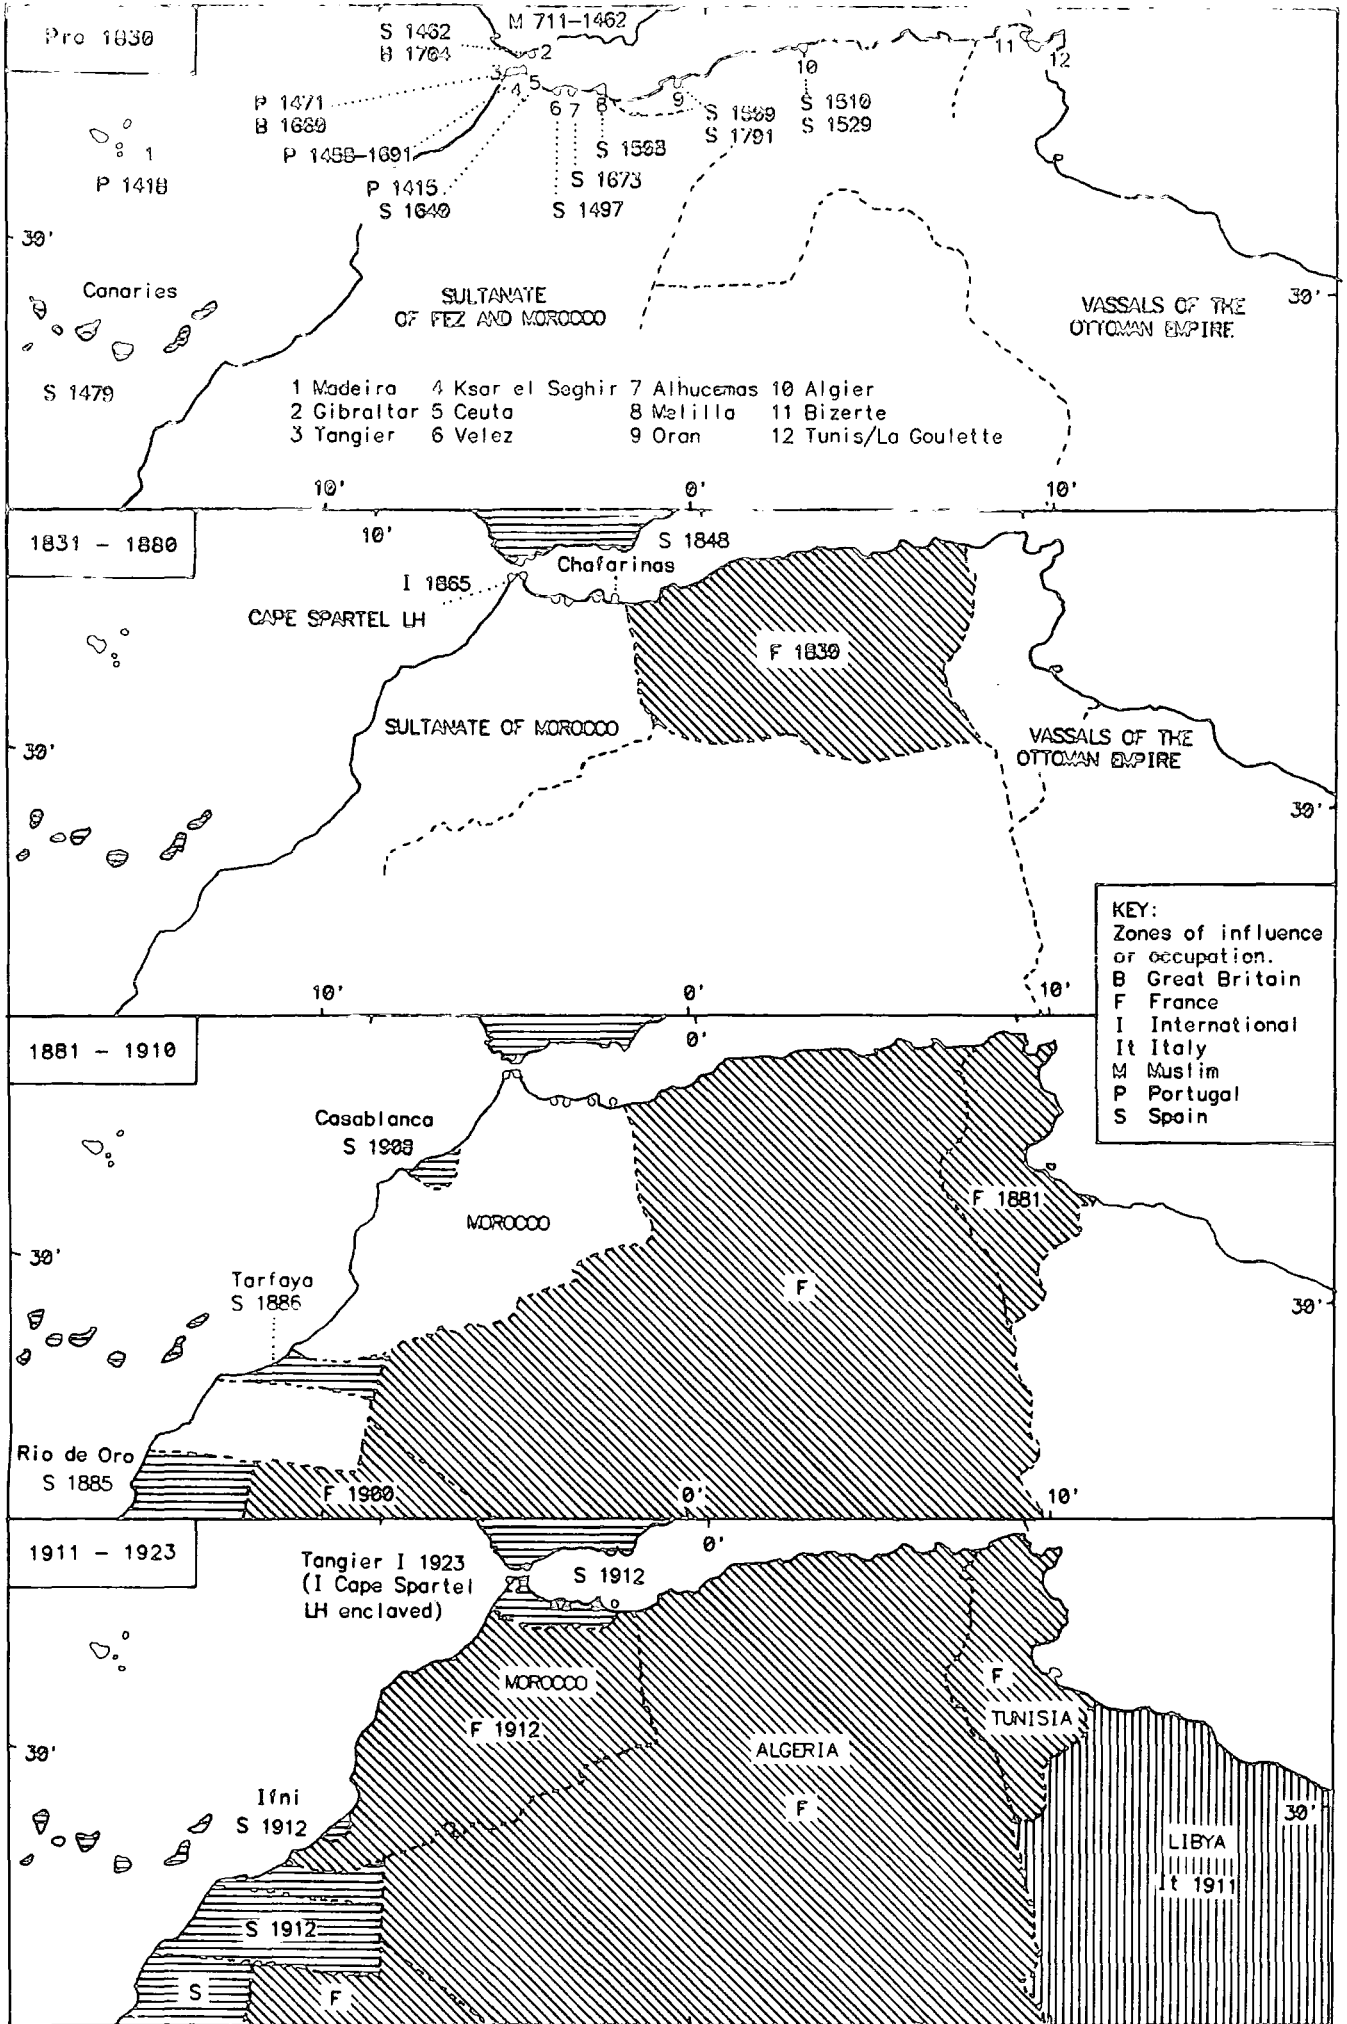 Pre 1830
S 1462
B 1704
M 711-1462
2
3
4
5
6
7
8
9
10
11
12
P 1471
B 1660
P 1458-1691
P 1415
S 1640
S 1497
S 1673
S 1508
S 1509
S 1791
S 1510
S 1529
1
P 1418
30'
Canaries
S 1479
SULTANATE
OF FEZ AND MOROCCO
VASSALS OF THE
OTTOMAN EMPIRE
30'
1 Madeira 4 Ksar el Seghir 7 Alhucemas 10 Algier
2 Gibraltar 5 Ceuta 8 Melilla 11 Bizerte
3 Tangier 6 Velez 9 Oran 12 Tunis/La Goulette
10' 0' 10'
1831 - 1880
10'
S 1848
Chafarinas
I 1865
CAPE SPARTEL LH
F 1830
SULTANATE OF MOROCCO
VASSALS OF THE
OTTOMAN EMPIRE
30'
30'
10' 0' 10'
KEY:
Zones of influence
or occupation.
B Great Britain
F France
I International
It Italy
M Muslim
P Portugal
S Spain
1881 - 1910
0'
Casablanca
MOROCCO
F 1881
F
30'
30'
Tarfaya
S 1886
Rio de Oro
S 1885
F 1900
0' 10'
1911 - 1923
0'
Tangier I 1923
(I Cape Spartel
LH enclaved)
S 1912
MOROCCO
F 1912
ALGERIA
F
F
TUNISIA
30'
Ifni
S 1912
30'
LIBYA
It 1911
S 1912
S
F